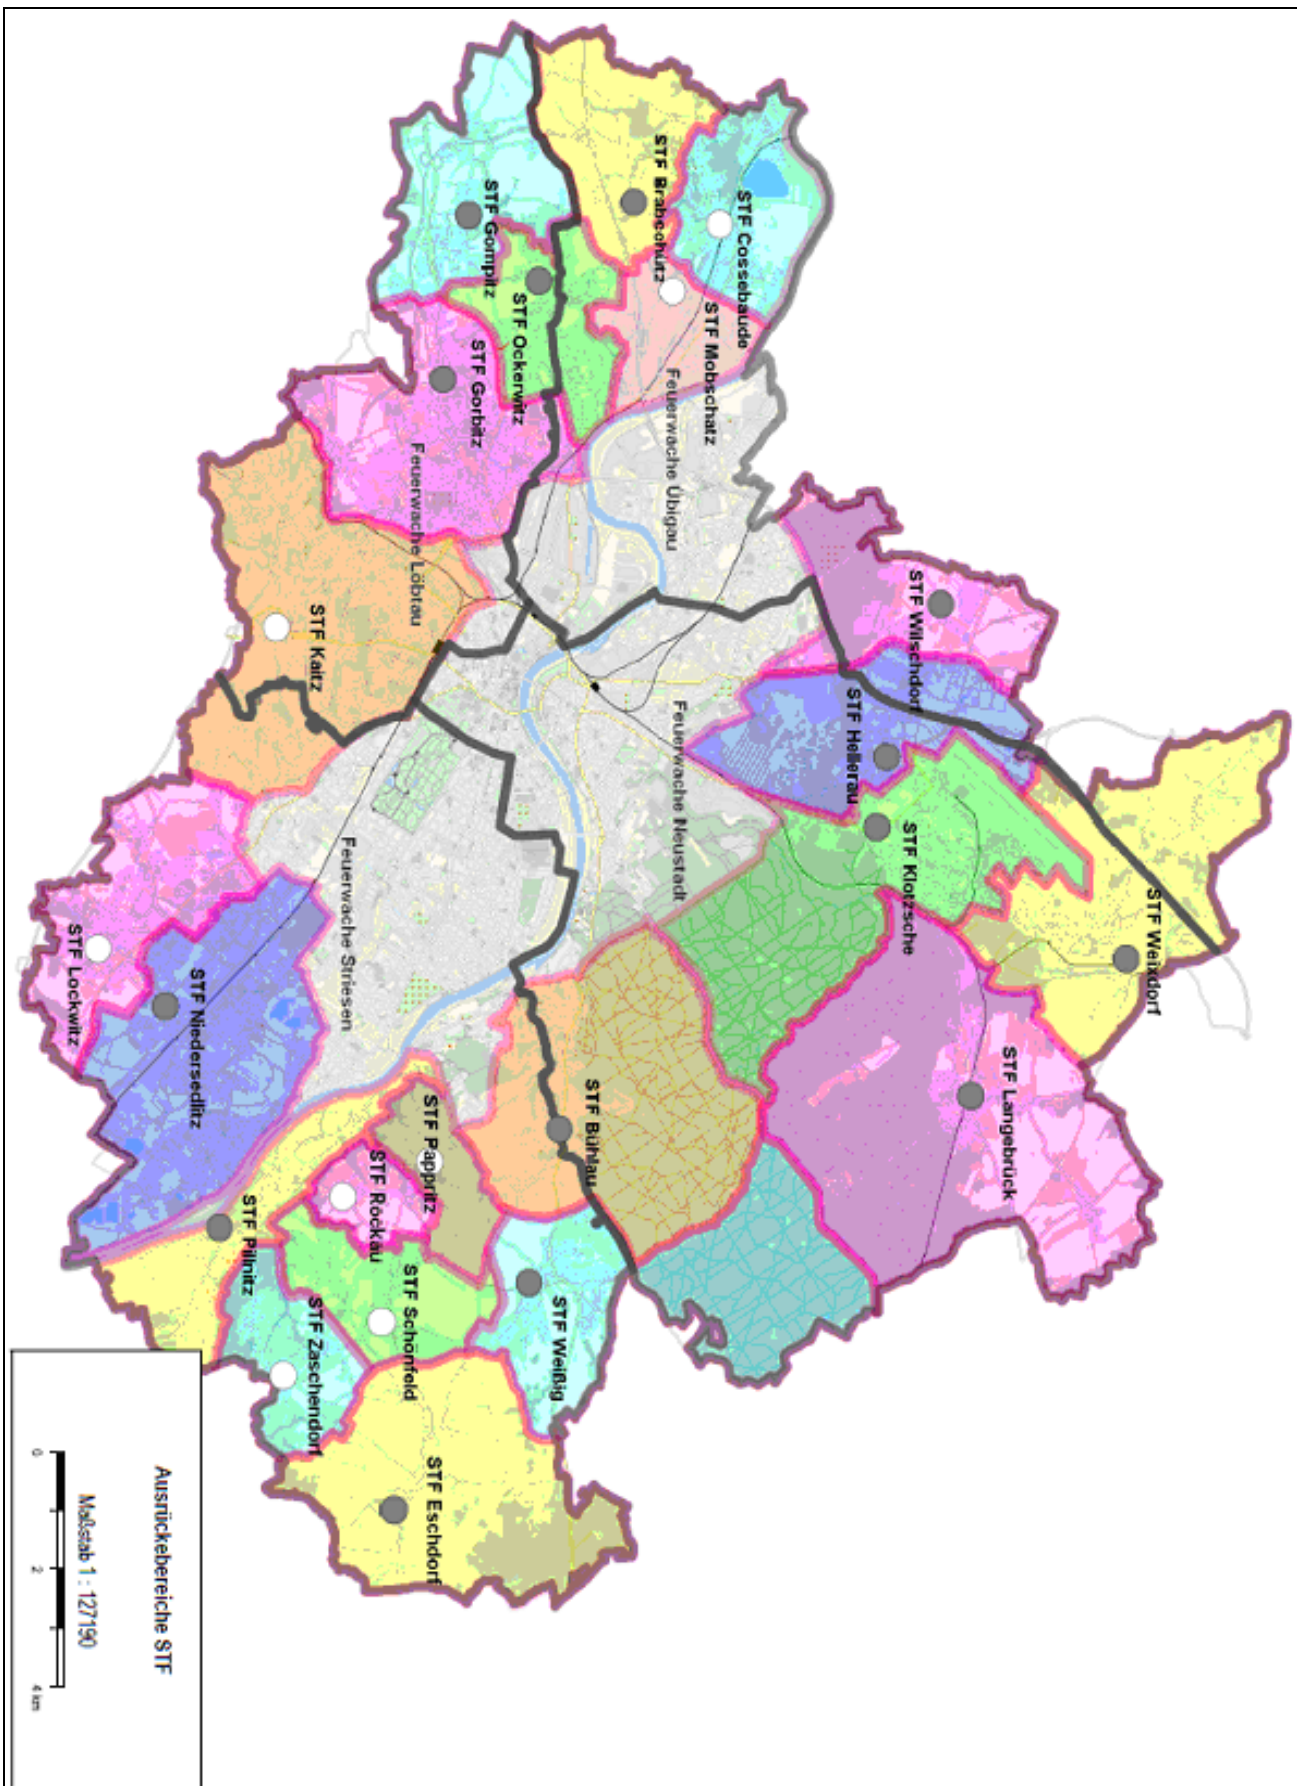 STF Weixdorf
STF Langebrück
STF Wilschdorf
STF Klotzsche
STF Hellerau
STF Cossebaude
STF Mobschatz
Feuerwache Übigau
Feuerwache Neustadt
STF Brabschütz
STF Bühlau
STF Weißig
STF Ockerwitz
STF Gompitz
STF Gorbitz
Feuerwache Löbtau
STF Pappritz
STF Eschdorf
STF Schönfeld
STF Rockau
Feuerwache Striesen
STF Kaitz
STF Zaschendorf
STF Pillnitz
STF Niedersedlitz
STF Lockwitz
Ausrückebereiche STF
Maßstab 1 : 127190
0 2 4 km